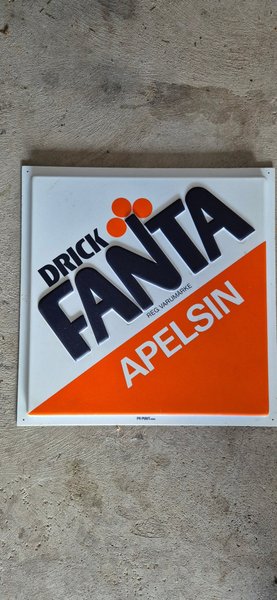 DRICK
FANTA
REG VARUMÄRKE
APELSIN